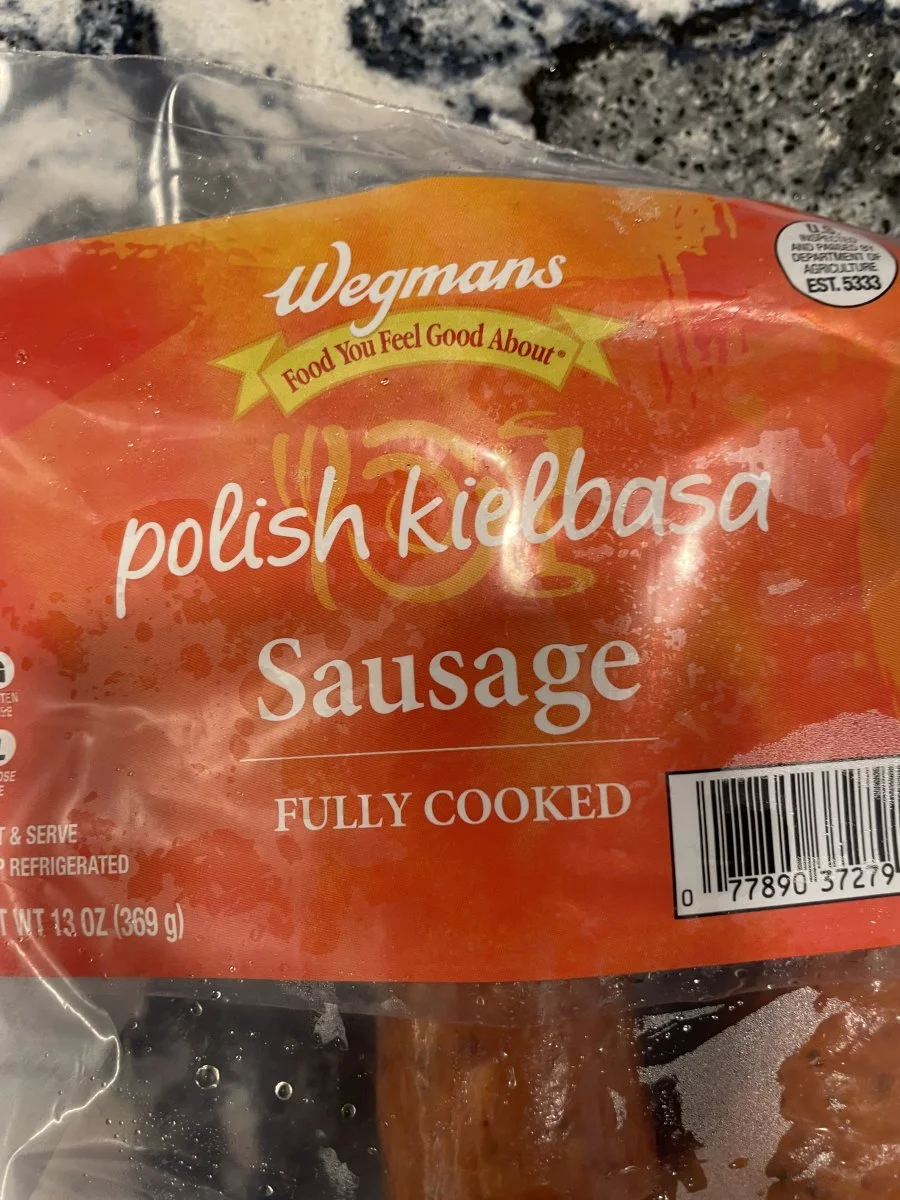 Wegmans
Food You Feel Good About®
U.S.
INSPECTED
AND PASSED BY
DEPARTMENT OF
AGRICULTURE
EST. 5333
polish kielbasa
Sausage
FULLY COOKED
T & SERVE
P REFRIGERATED
T WT 13 OZ (369 g)
0 77890 37279